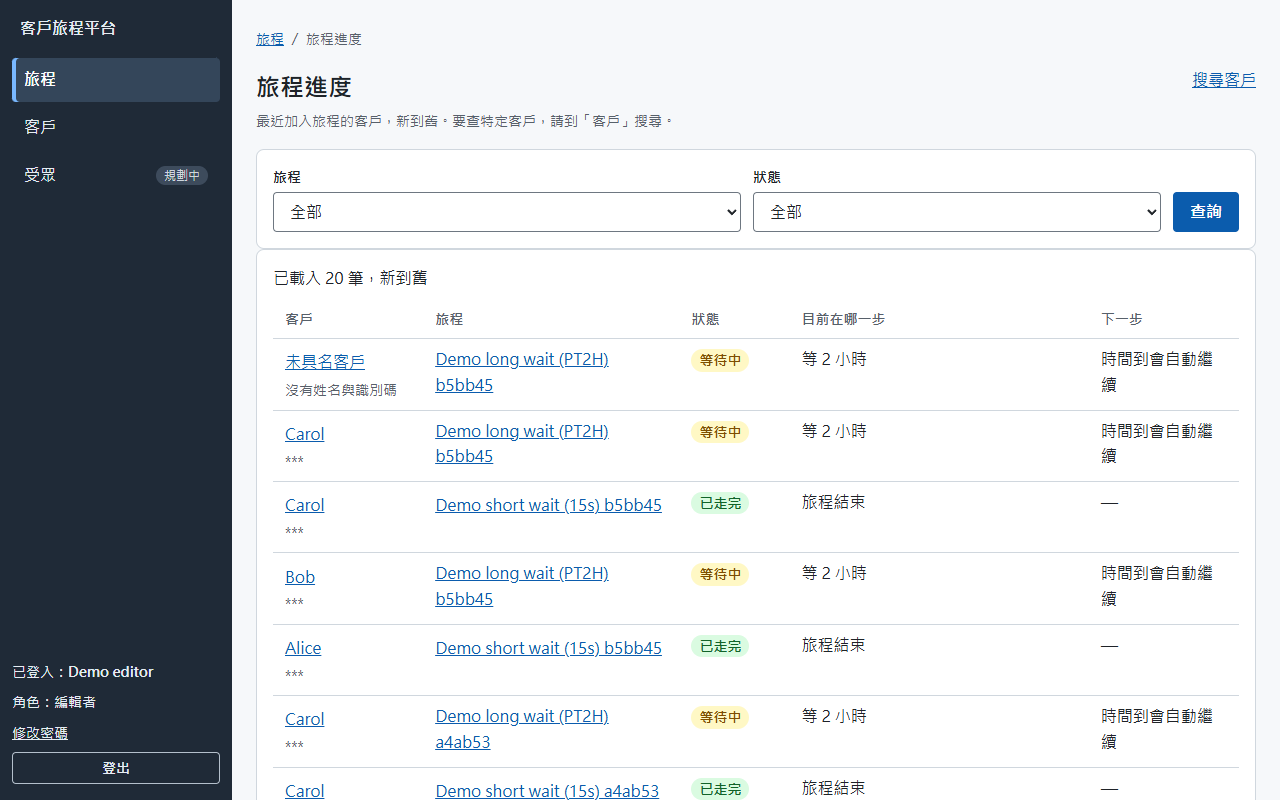 客戶旅程平台
旅程
客戶
受眾 規劃中
已登入：Demo editor
角色：編輯者
修改密碼
登出
旅程 / 旅程進度
旅程進度
搜尋客戶
最近加入旅程的客戶，新到舊。要查特定客戶，請到「客戶」搜尋。
旅程 狀態
全部 全部 查詢
已載入 20 筆，新到舊
客戶 旅程 狀態 目前在哪一步 下一步
未具名客戶 Demo long wait (PT2H) 等待中 等 2 小時 時間到會自動繼
沒有姓名與識別碼 b5bb45 續
Carol Demo long wait (PT2H) 等待中 等 2 小時 時間到會自動繼
*** b5bb45 續
Carol Demo short wait (15s) b5bb45 已走完 旅程結束 —
***
Bob Demo long wait (PT2H) 等待中 等 2 小時 時間到會自動繼
*** b5bb45 續
Alice Demo short wait (15s) b5bb45 已走完 旅程結束 —
***
Carol Demo long wait (PT2H) 等待中 等 2 小時 時間到會自動繼
*** a4ab53 續
Carol Demo short wait (15s) a4ab53 已走完 旅程結束 —